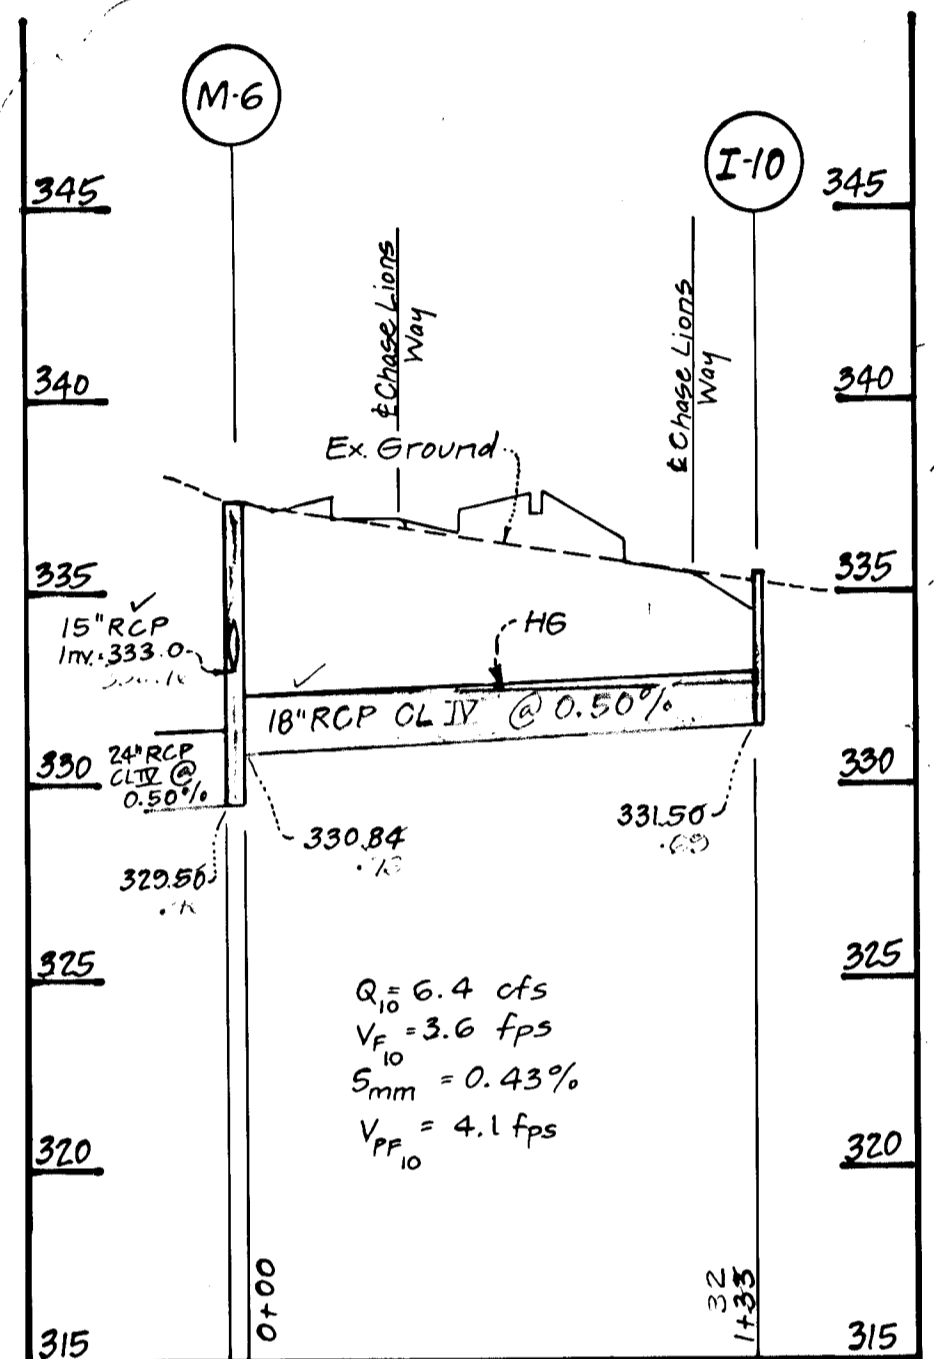 M-6
I-10
345
345
₵ Chase Lions
Way
₵ Chase Lions
Way
340
340
Ex. Ground
335
335
15" RCP
Inv. 333.0
HG
18" RCP CL IV @ 0.50%
24" RCP
CL IV @
0.50%
330
330
330.84
331.50
.69
329.50
325
325
Q10 = 6.4 cfs
VF10 = 3.6 fps
Smm = 0.43%
VPF10 = 4.1 fps
320
320
0+00
32
1+33
315
315